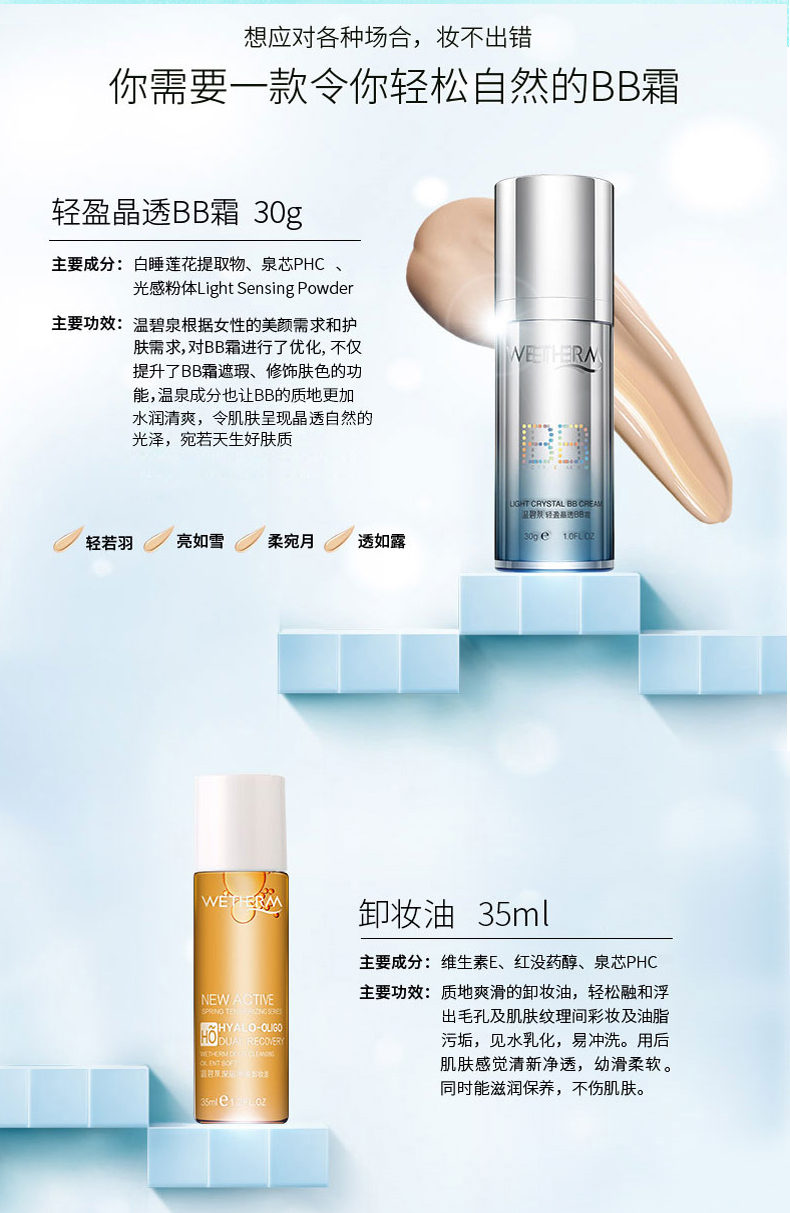 想应对各种场合，妆不出错
你需要一款令你轻松自然的BB霜
轻盈晶透BB霜 30g
主要成分：白睡莲花提取物、泉芯PHC 、
光感粉体Light Sensing Powder
主要功效：温碧泉根据女性的美颜需求和护
肤需求,对BB霜进行了优化, 不仅
提升了BB霜遮瑕、修饰肤色的功
能,温泉成分也让BB的质地更加
水润清爽，令肌肤呈现晶透自然的
光泽，宛若天生好肤质
轻若羽 亮如雪 柔宛月 透如露
WETHERM
BB
LIGHT CRYSTAL BB CREAM
温碧泉轻盈晶透BB霜
30g e 1.0FL.OZ
卸妆油 35ml
主要成分：维生素E、红没药醇、泉芯PHC
主要功效：质地爽滑的卸妆油，轻松融和浮
出毛孔及肌肤纹理间彩妆及油脂
污垢，见水乳化，易冲洗。用后
肌肤感觉清新净透，幼滑柔软。
同时能滋润保养，不伤肌肤。
WETHERM
NEW ACTIVE
HÔ HYALO-OLIGO
DUAL RECOVERY
35ml e